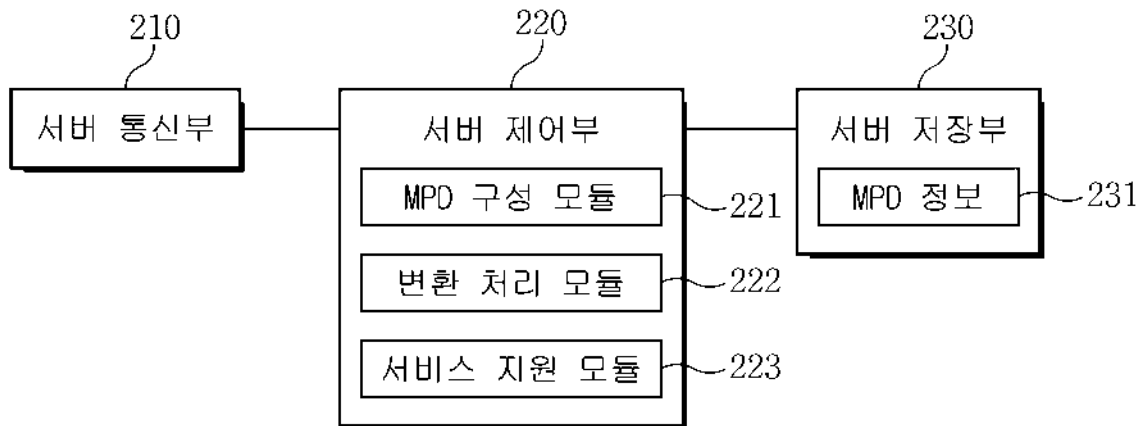 210
220
230
서버 통신부
서버 제어부
서버 저장부
MPD 구성 모듈
221
MPD 정보
231
변환 처리 모듈
222
서비스 지원 모듈
223